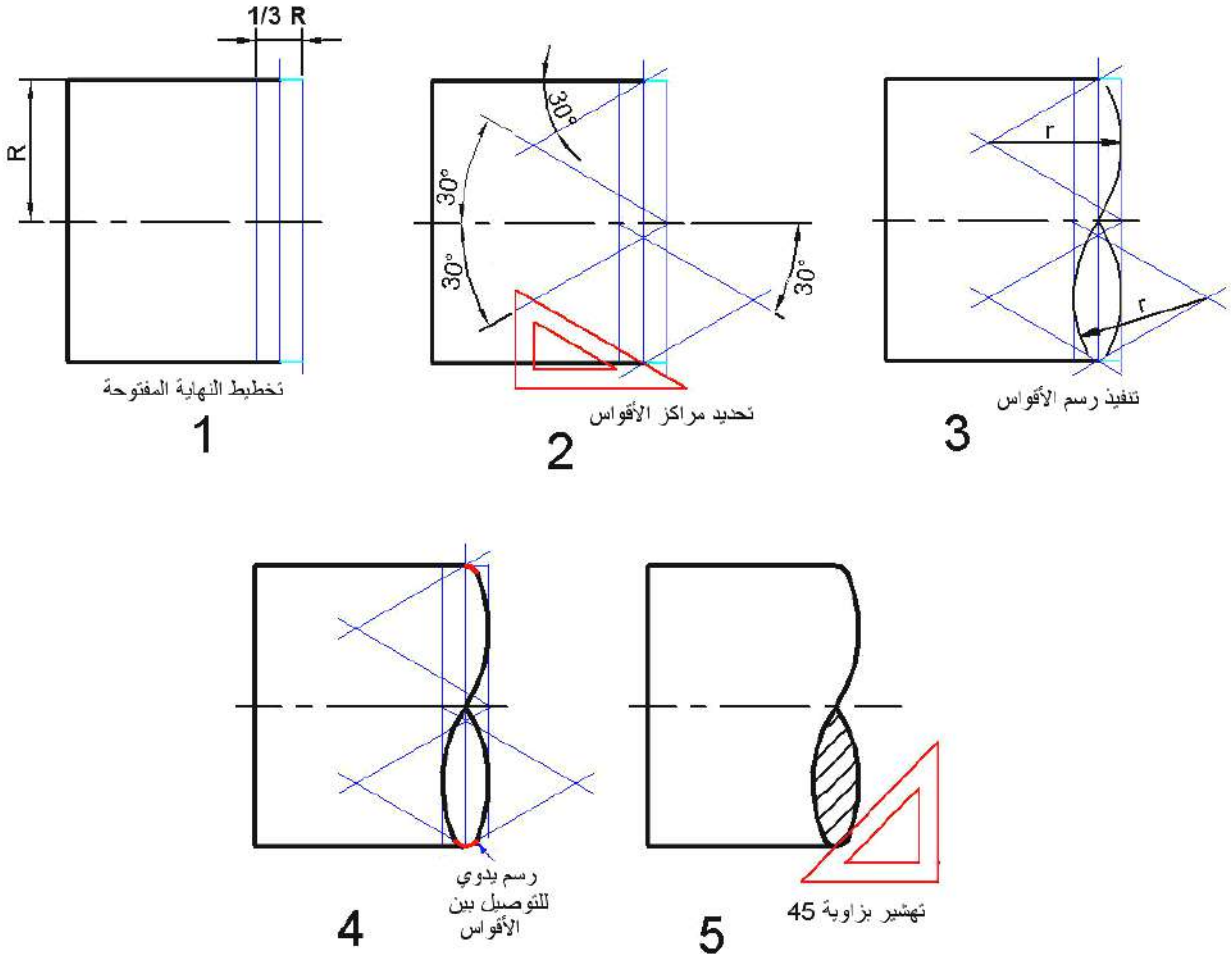 1/3 R
R
تخطيط النهاية المفتوحة
1
30°
30°
30°
30°
تحديد مراكز الأقواس
2
r
r
تنفيذ رسم الأقواس
3
رسم يدوي
للتوصيل بين
الأقواس
4
تهشير بزاوية 45
5